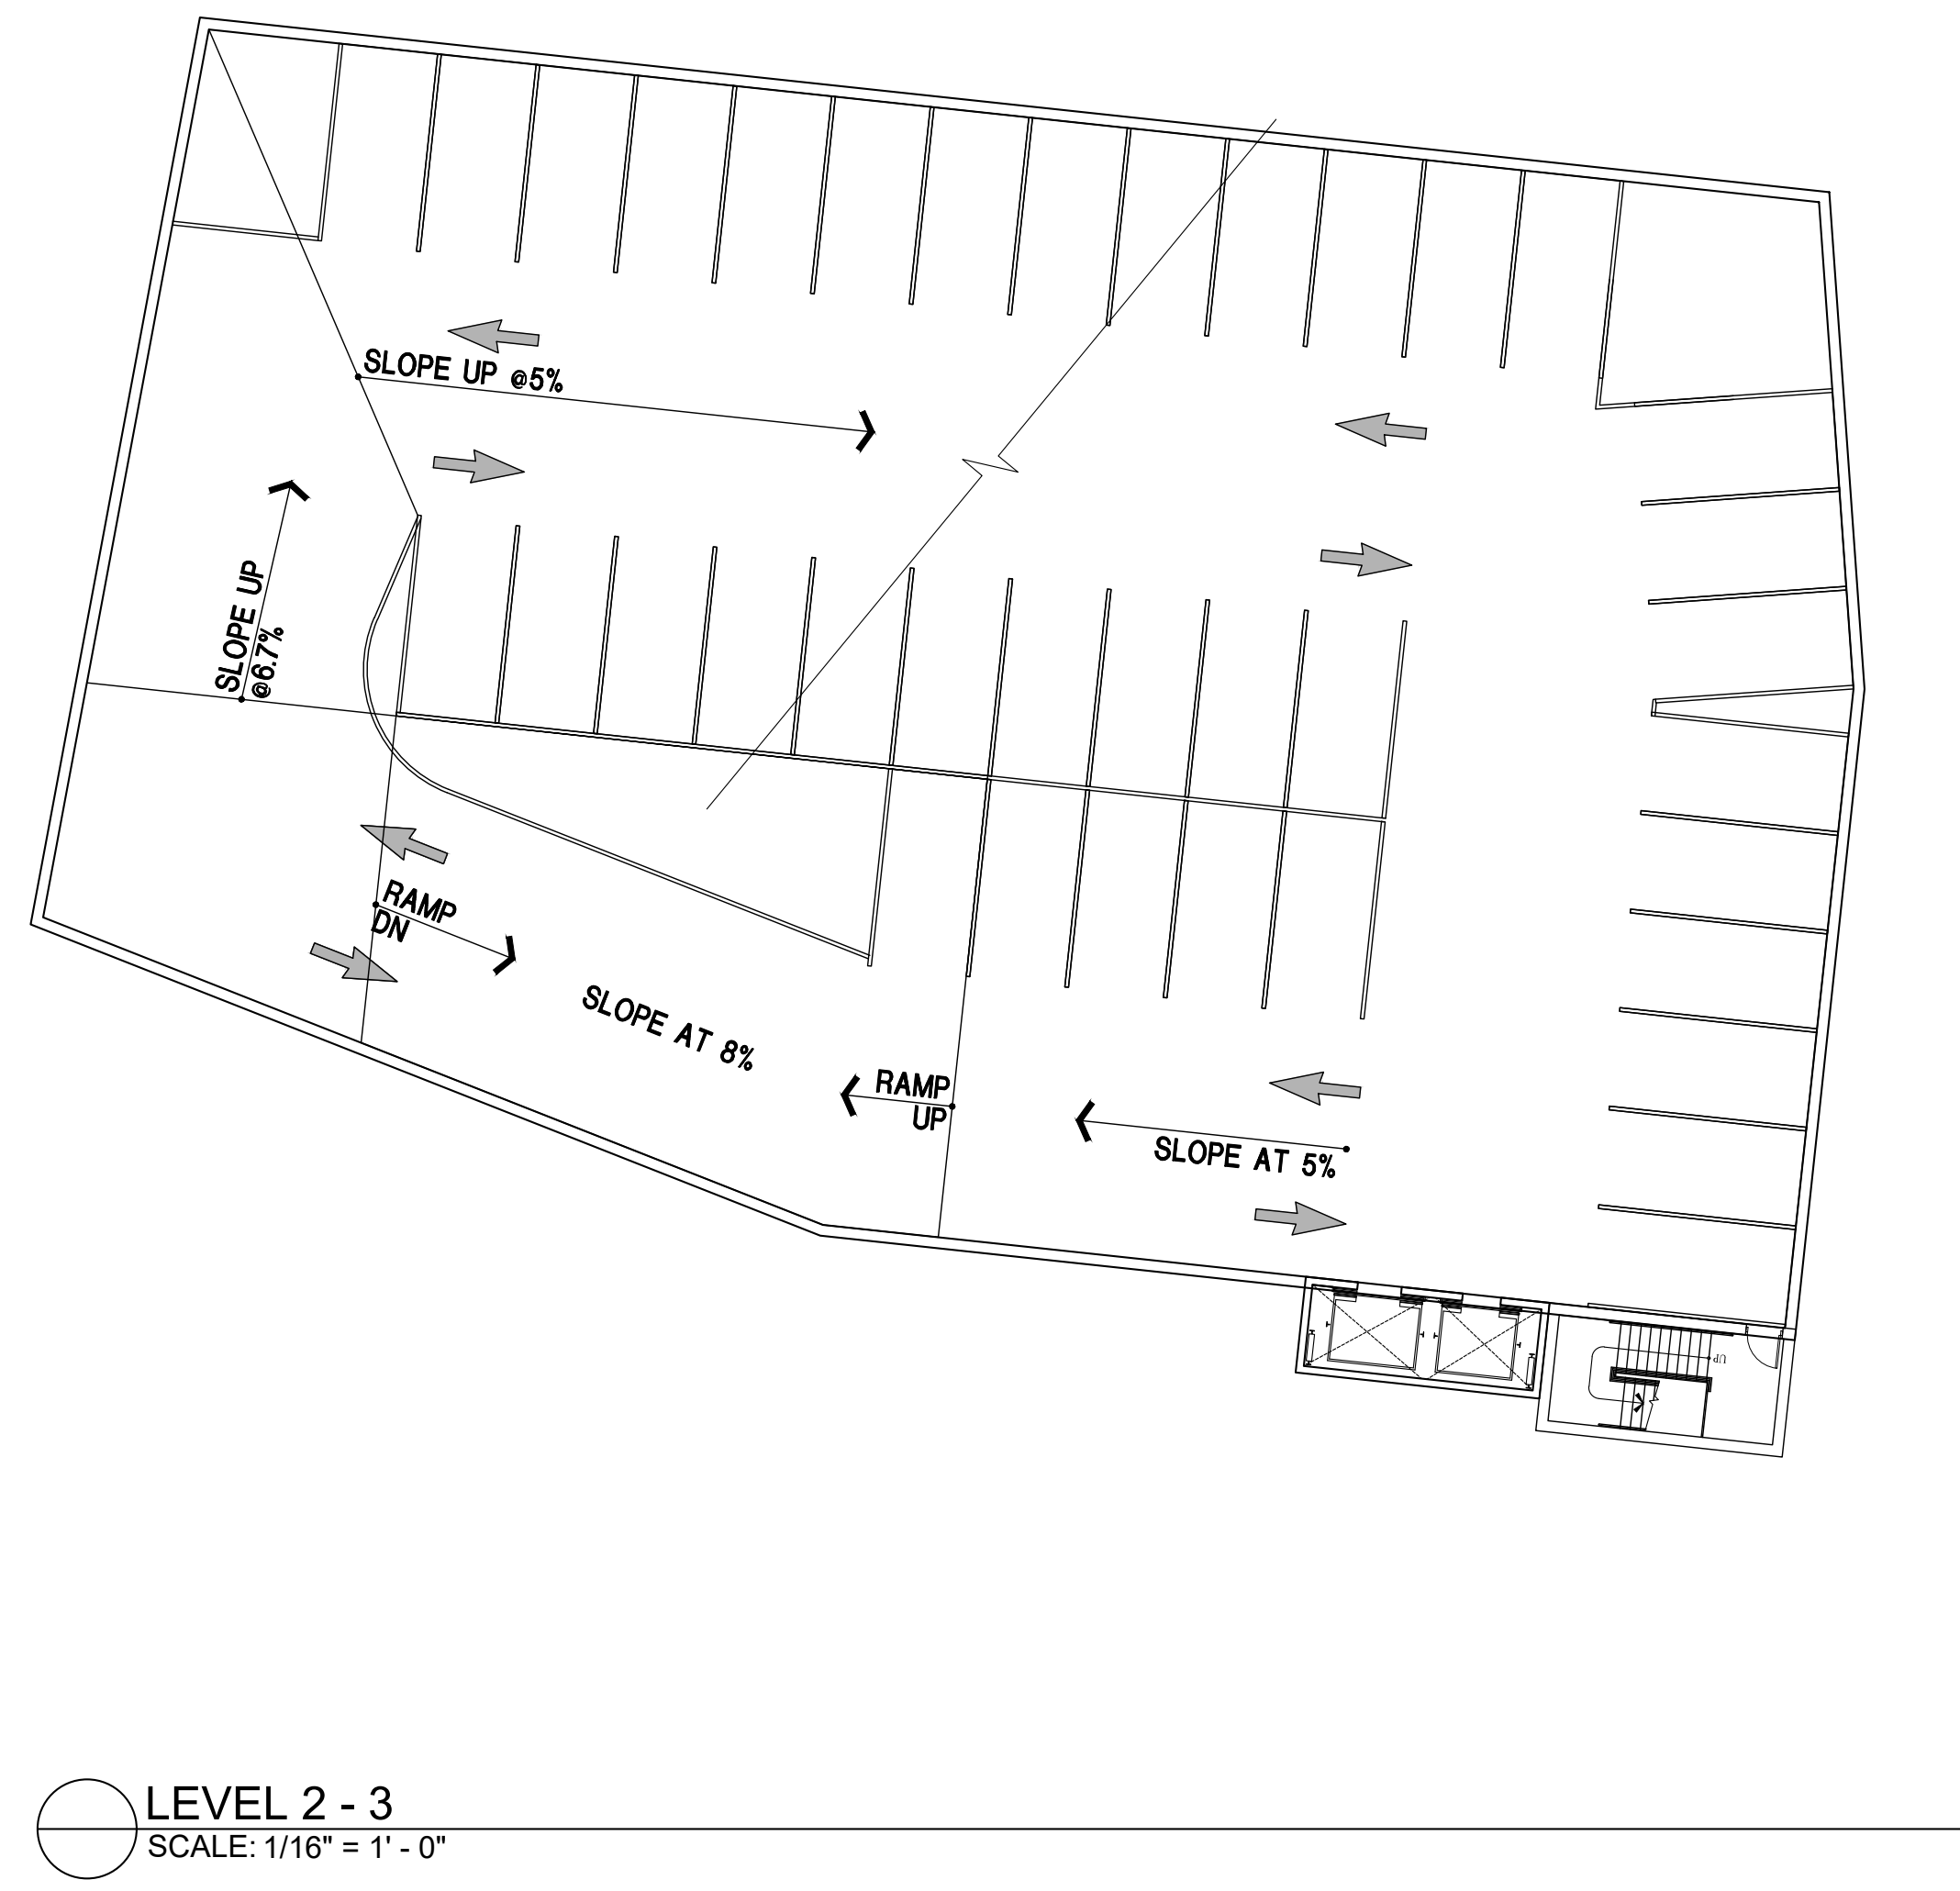 SLOPE UP @5%
SLOPE UP
@6.7%
RAMP
DN
SLOPE AT 8%
RAMP
UP
SLOPE AT 5%
UP
LEVEL 2 - 3
SCALE: 1/16" = 1' - 0"